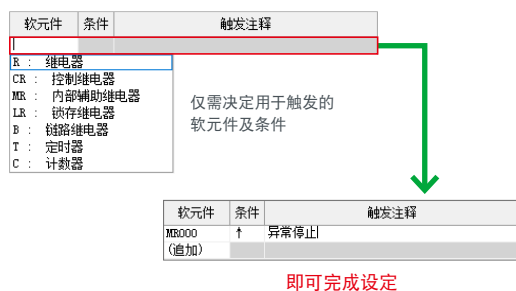 软元件 条件 触发注释
R : 继电器
CR : 控制继电器
MR : 内部辅助继电器
LR : 锁存继电器
B : 链路继电器
T : 定时器
C : 计数器
仅需决定用于触发的
软元件及条件
软元件 条件 触发注释
MR000 ↑ 异常停止
(追加)
即可完成设定